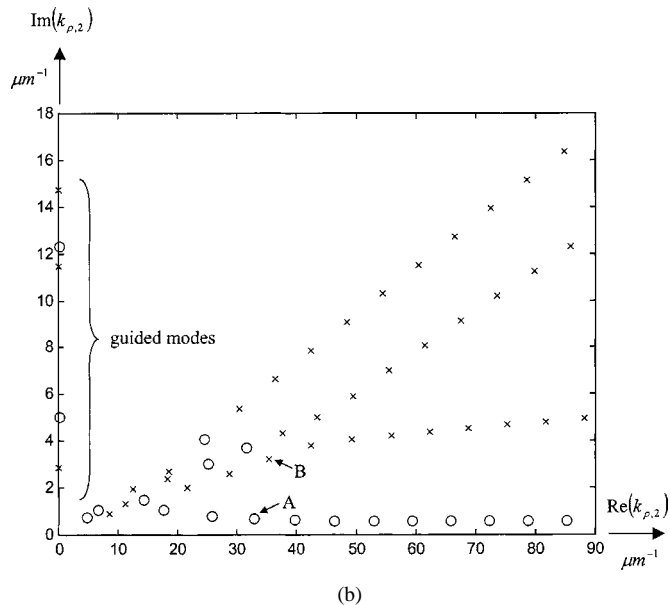 Im(k_{ρ,2})
μm⁻¹
18
16
14
12
10
8
6
4
2
0
guided modes
B
A
0 10 20 30 40 50 60 70 80 90
Re(k_{ρ,2})
μm⁻¹
(b)